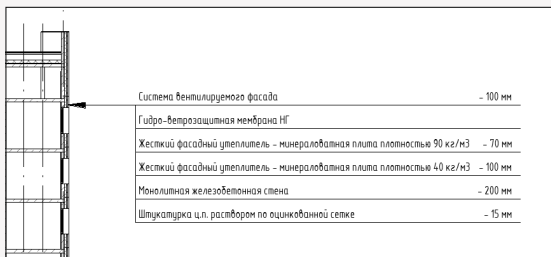 Система вентилируемого фасада - 100 мм
Гидро-ветрозащитная мембрана НГ
Жесткий фасадный утеплитель - минераловатная плита плотностью 90 кг/м3 - 70 мм
Жесткий фасадный утеплитель - минераловатная плита плотностью 40 кг/м3 - 100 мм
Монолитная железобетонная стена - 200 мм
Штукатурка ц.п. раствором по оцинкованной сетке - 15 мм